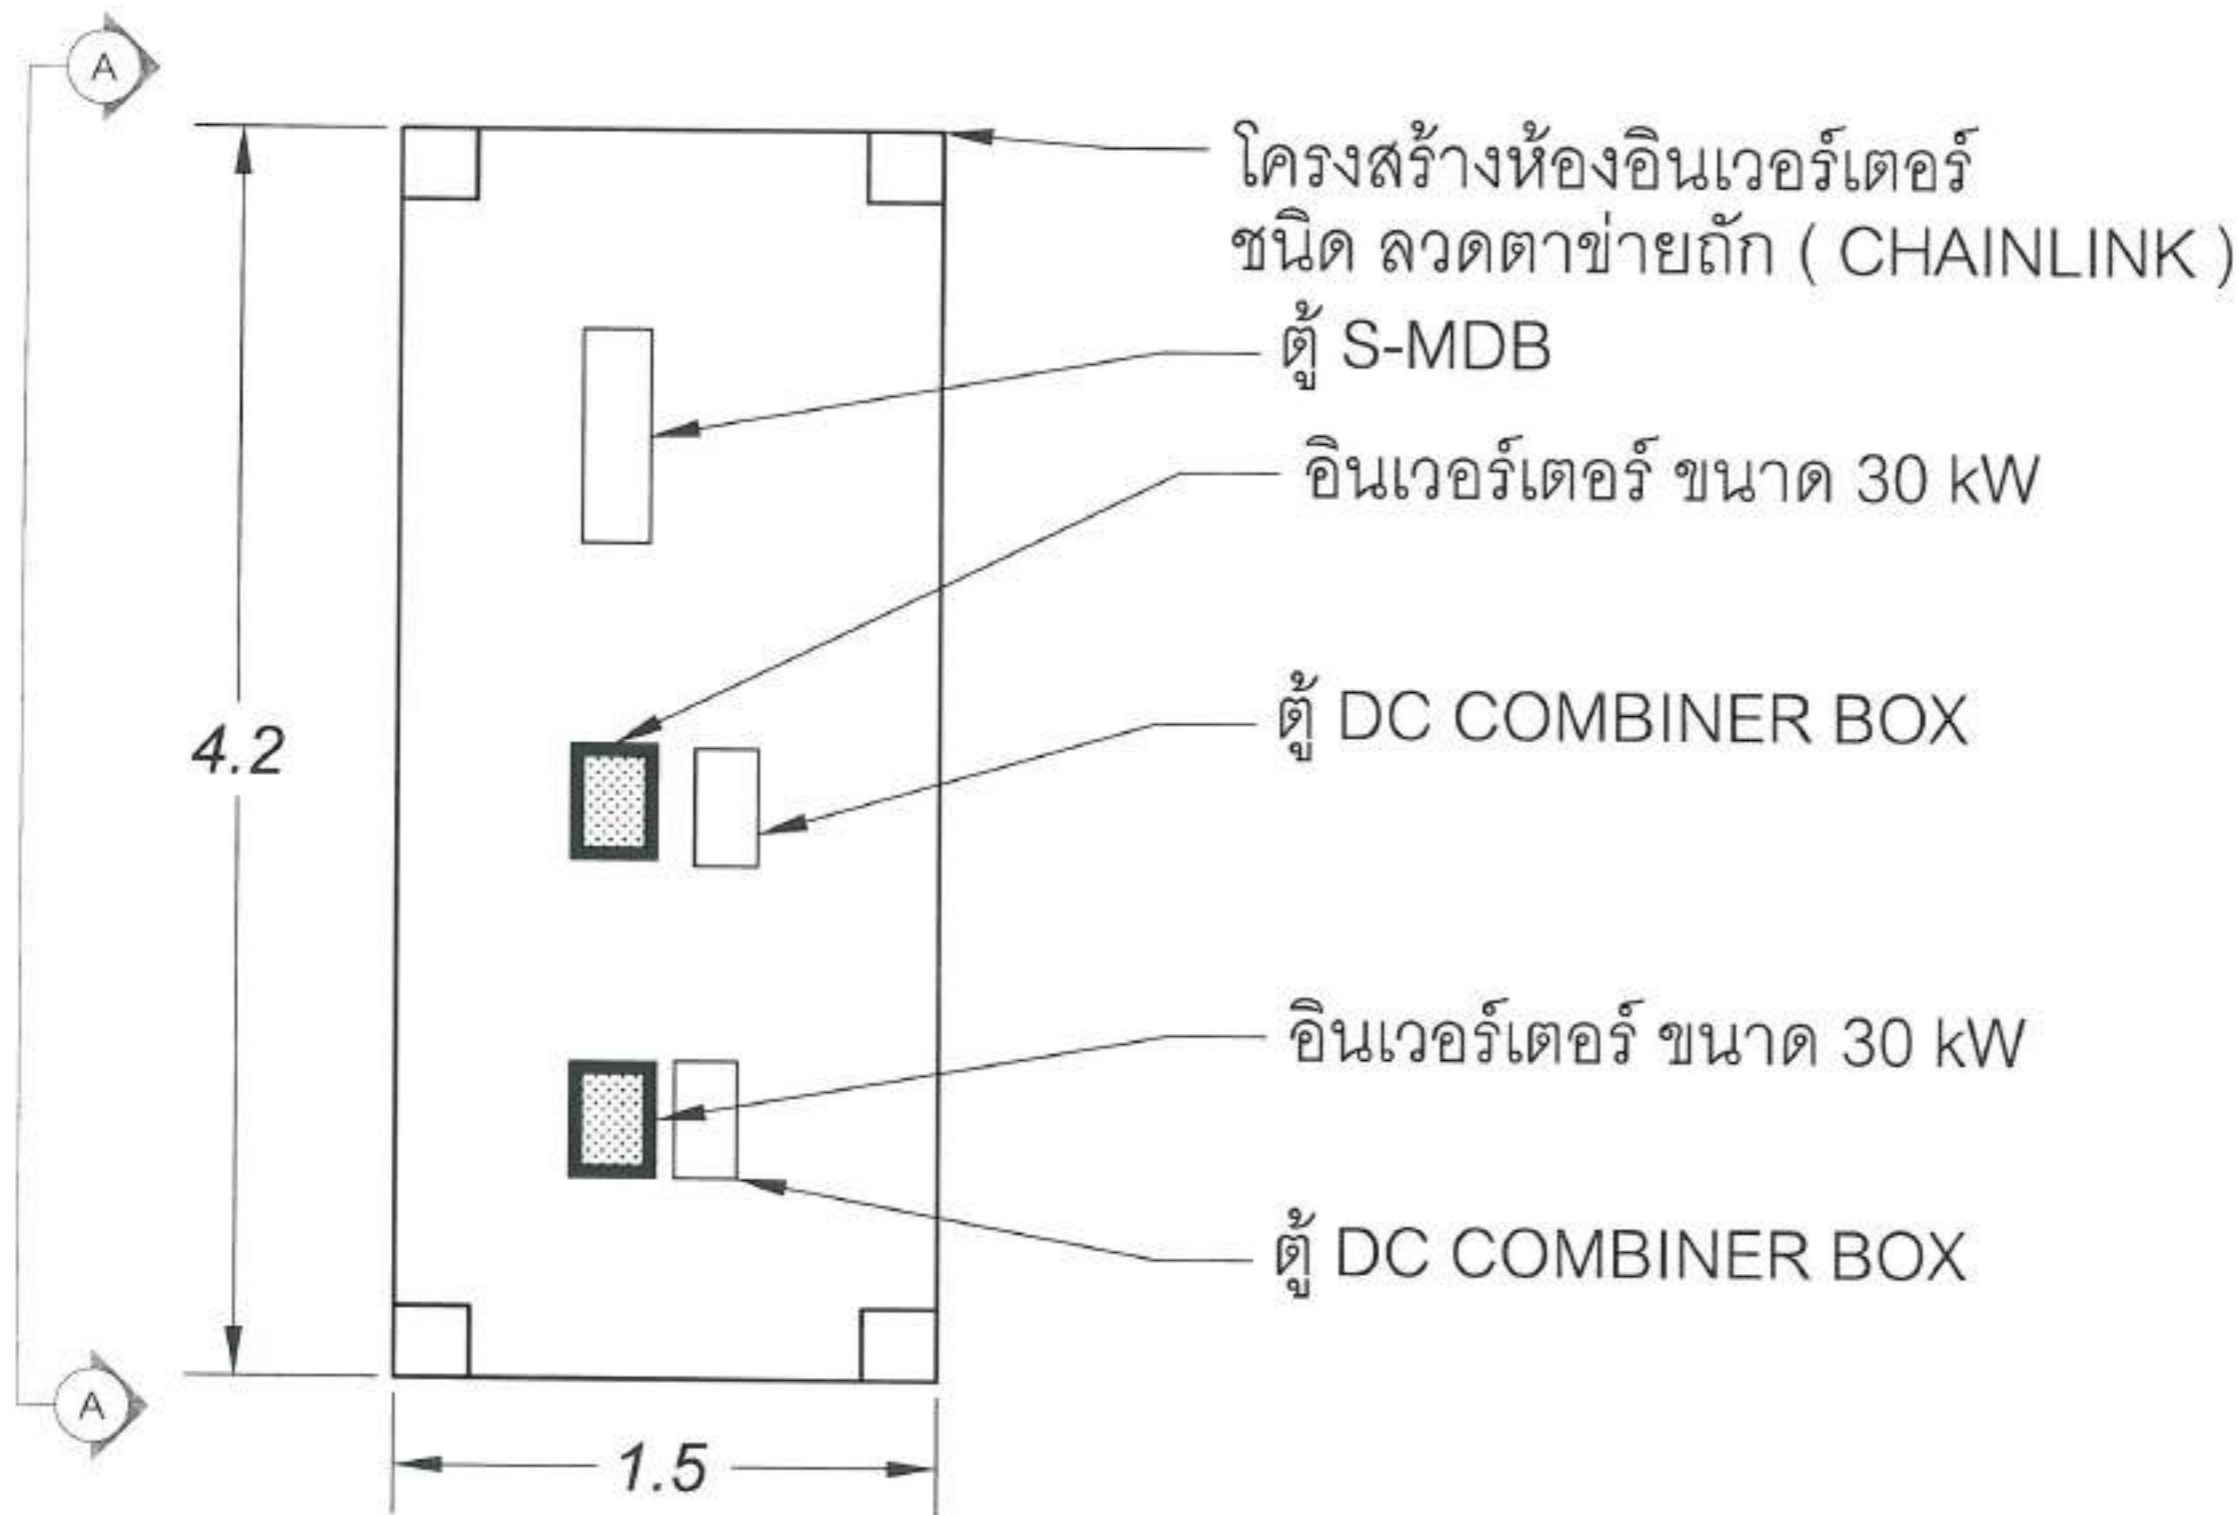 A
โครงสร้างห้องอินเวอร์เตอร์
ชนิด ลวดตาข่ายถัก ( CHAINLINK )
ตู้ S-MDB
อินเวอร์เตอร์ ขนาด 30 kW
ตู้ DC COMBINER BOX
4.2
อินเวอร์เตอร์ ขนาด 30 kW
ตู้ DC COMBINER BOX
A
1.5